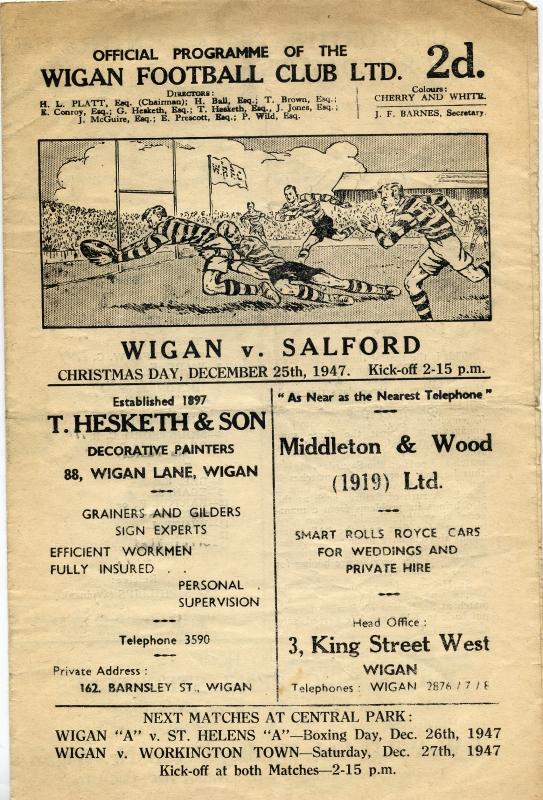 OFFICIAL PROGRAMME OF THE
WIGAN FOOTBALL CLUB LTD. 2d.
DIRECTORS:
H. L. PLATT, Esq. (Chairman); H. Ball, Esq.; T. Brown, Esq.;
E. Conroy, Esq.; G. Hesketh, Esq.; T. Hesketh, Esq., J. Jones, Esq.;
J. McGuire, Esq.; E. Prescott, Esq.; P. Wild, Esq.
Colours:
CHERRY AND WHITE.
J. F. BARNES, Secretary.
WIGAN v. SALFORD
CHRISTMAS DAY, DECEMBER 25th, 1947. Kick-off 2-15 p.m.
Established 1897
T. HESKETH & SON
DECORATIVE PAINTERS
88, WIGAN LANE, WIGAN
GRAINERS AND GILDERS
SIGN EXPERTS
EFFICIENT WORKMEN
FULLY INSURED . .
PERSONAL .
SUPERVISION
Telephone 3590
Private Address :
162, BARNSLEY ST., WIGAN
"As Near as the Nearest Telephone"
Middleton & Wood
(1919) Ltd.
SMART ROLLS ROYCE CARS
FOR WEDDINGS AND
PRIVATE HIRE
Head Office :
3, King Street West
WIGAN
Telephones : WIGAN 2876/7/8
NEXT MATCHES AT CENTRAL PARK:
WIGAN "A" v. ST. HELENS "A"—Boxing Day, Dec. 26th, 1947
WIGAN v. WORKINGTON TOWN—Saturday, Dec. 27th, 1947
Kick-off at both Matches—2-15 p.m.